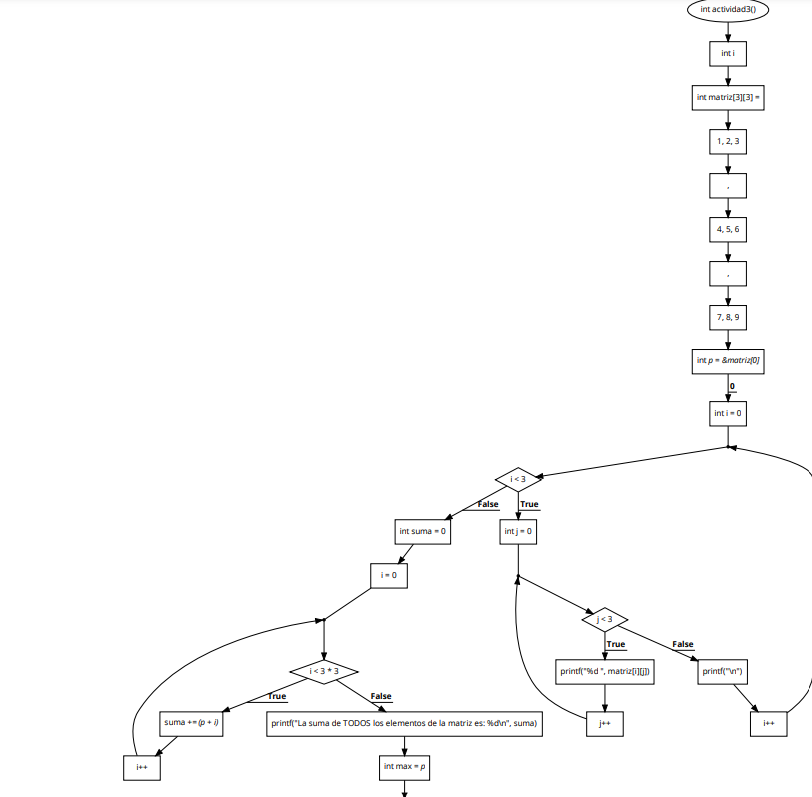 int actividad3()
int i
int matriz[3][3] =
1, 2, 3
,
4, 5, 6
,
7, 8, 9
int p = &matriz[0]
0
int i = 0
i < 3
False
True
int suma = 0
int j = 0
i = 0
j < 3
True
False
i < 3 * 3
printf("%d ", matriz[i][j])
printf("\n")
True
False
suma += (p + i)
printf("La suma de TODOS los elementos de la matriz es: %d\n", suma)
j++
i++
i++
int max = p